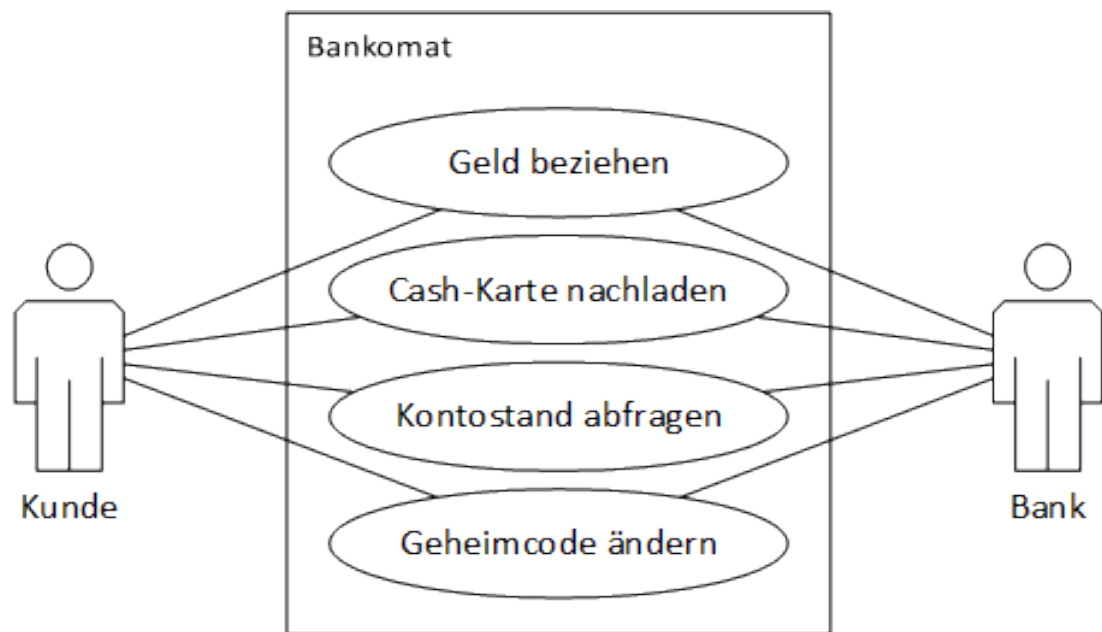 Bankomat
Geld beziehen
Cash-Karte nachladen
Kontostand abfragen
Geheimcode ändern
Kunde
Bank